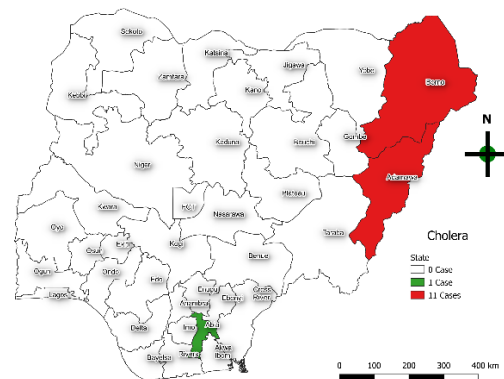 Sokoto
Katsina
Jigawa
Yobe
Borno
Zamfara
Kano
Kebbi
Gombe
Kaduna
Bauchi
Niger
Adamawa
Plateau
FCT
Kwara
Nasarawa
Oyo
Taraba
Cholera
Kogi
Osun
Ekiti
Benue
State
Ogun
Ondo
0 Case
Edo
1 Case
Lagos
Enugu
Cross
River
Ebonyi
Anambra
11 Cases
Delta
Imo
Abia
Rivers
Akwa
Ibom
Bayelsa
N
0 100 200 300 400 km